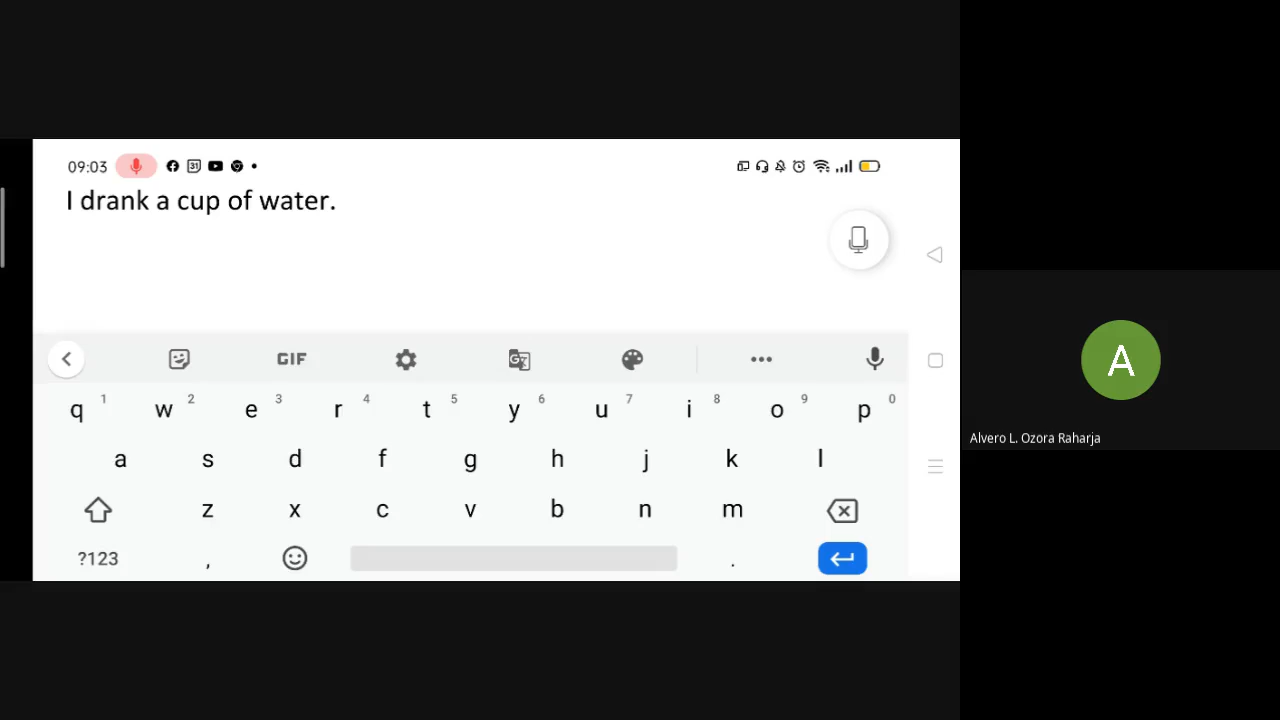 09:03 31
I drank a cup of water.
GIF G
q 1 w 2 e 3 r 4 t 5 y 6 u 7 i 8 o 9 p 0
a s d f g h j k l
z x c v b n m
?123 , .
A
Alvero L. Ozora Raharja